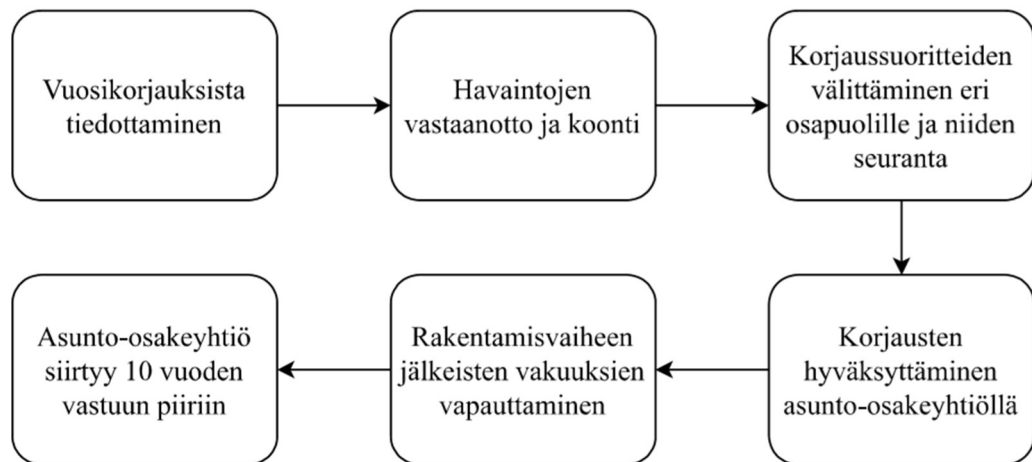 Vuosikorjauksista
tiedottaminen
Havaintojen
vastaanotto ja koonti
Korjaussuoritteiden
välittäminen eri
osapuolille ja niiden
seuranta
Korjausten
hyväksyttäminen
asunto-osakeyhtiöllä
Rakentamisvaiheen
jälkeisten vakuuksien
vapauttaminen
Asunto-osakeyhtiö
siirtyy 10 vuoden
vastuun piiriin